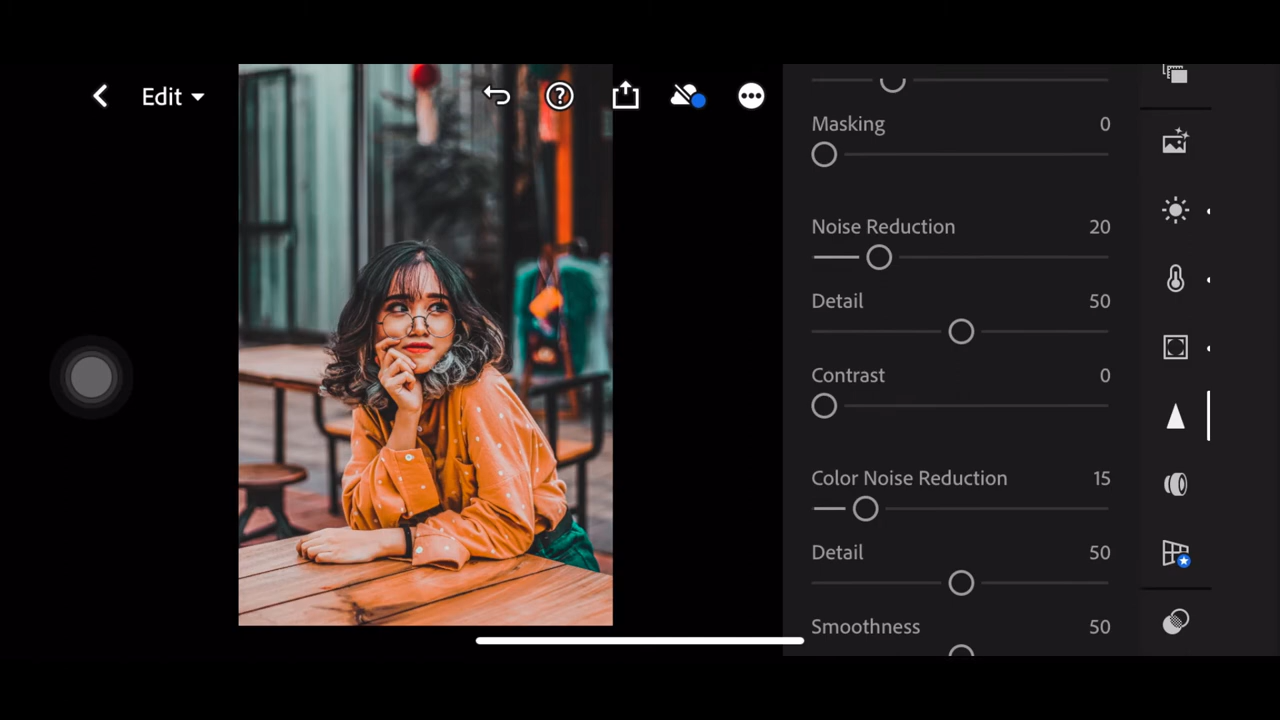 Edit
Masking 0
Noise Reduction 20
Detail 50
Contrast 0
Color Noise Reduction 15
Detail 50
Smoothness 50